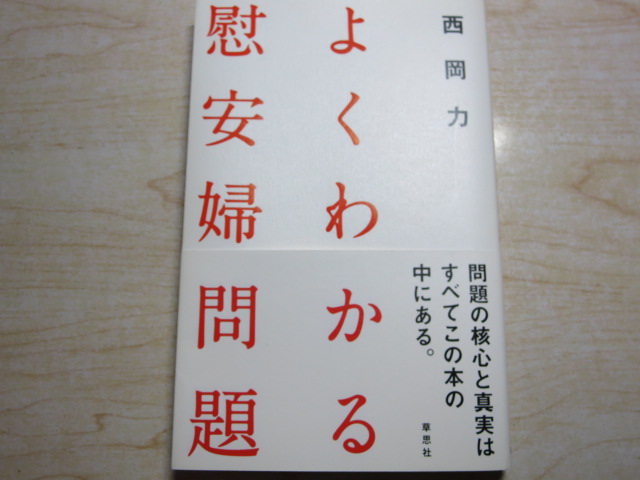 西岡力
よくわかる
慰安婦問題
問題の核心と真実は
すべてこの本の
中にある。
草思社